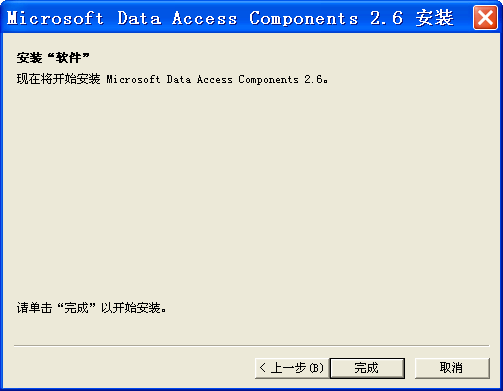 Microsoft Data Access Components 2.6 安装
安装“软件”
现在将开始安装 Microsoft Data Access Components 2.6。
请单击“完成”以开始安装。
< 上一步(B)
完成
取消